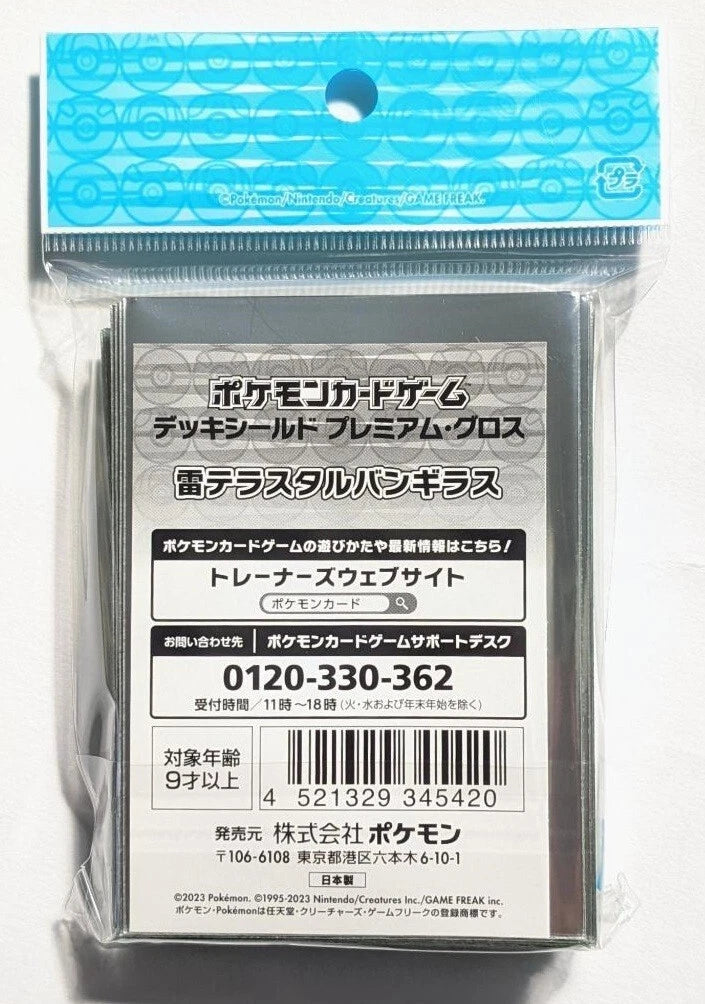 ©Pokémon/Nintendo/Creatures/GAME FREAK.
プラ
ポケモンカードゲーム
デッキシールド プレミアム・グロス
雷テラスタルバンギラス
ポケモンカードゲームの遊びかたや最新情報はこちら!
トレーナーズウェブサイト
ポケモンカード
お問い合わせ先 ポケモンカードゲームサポートデスク
0120-330-362
受付時間/11時~18時(火・水および年末年始を除く)
対象年齢
9才以上
4 521329 345420
発売元 株式会社 ポケモン
〒106-6108 東京都港区六本木6-10-1
日本製
©2023 Pokémon. ©1995-2023 Nintendo/Creatures Inc./GAME FREAK inc.
ポケモン・Pokémonは任天堂・クリーチャーズ・ゲームフリークの登録商標です。